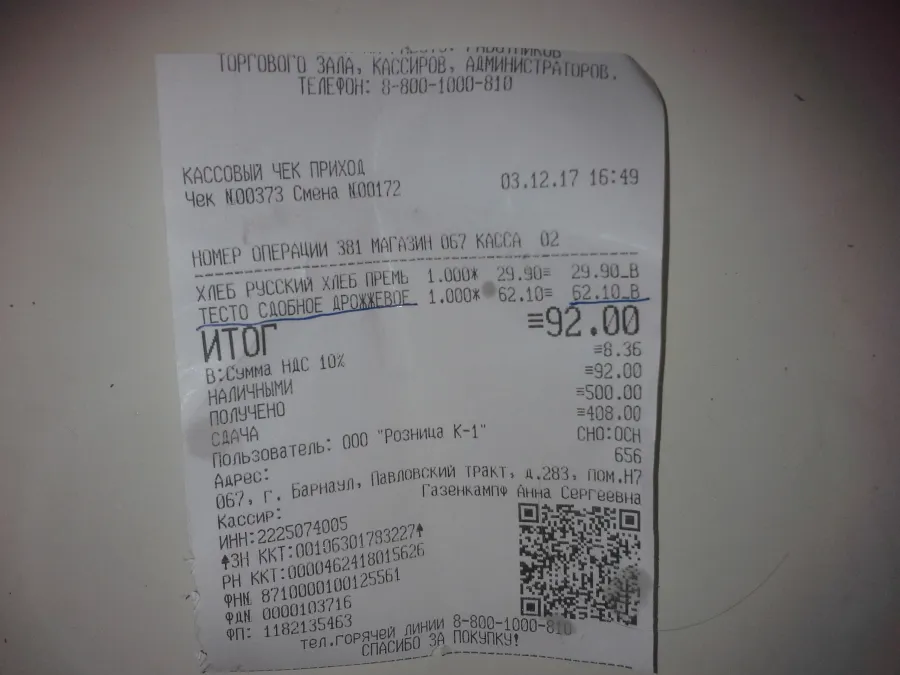 РАБОТНИКОВ
ТОРГОВОГО ЗАЛА, КАССИРОВ, АДМИНИСТРАТОРОВ.
ТЕЛЕФОН: 8-800-1000-810
КАССОВЫЙ ЧЕК ПРИХОД
Чек №00373 Смена №00172 03.12.17 16:49
НОМЕР ОПЕРАЦИИ 381 МАГАЗИН 067 КАССА 02
ХЛЕБ РУССКИЙ ХЛЕБ ПРЕМЬ 1.000* 29.90≡ 29.90_В
ТЕСТО СДОБНОЕ ДРОЖЖЕВОЕ 1.000* 62.10≡ 62.10_В
ИТОГ ≡92.00
В:Сумма НДС 10% ≡8.36
НАЛИЧНЫМИ ≡92.00
ПОЛУЧЕНО ≡500.00
СДАЧА ≡408.00
Пользователь: ООО "Розница К-1" СНО:ОСН
Адрес: 656
067, г. Барнаул, Павловский тракт, д.283, пом.Н7
Кассир: Газенкампф Анна Сергеевна
ИНН:2225074005
↑ЗН ККТ:00106301783227↑
РН ККТ:0000462418015626
ФН№ 8710000100125561
ФД№ 0000103716
ФП: 1182135463
тел.горячей линии 8-800-1000-810
СПАСИБО ЗА ПОКУПКУ!